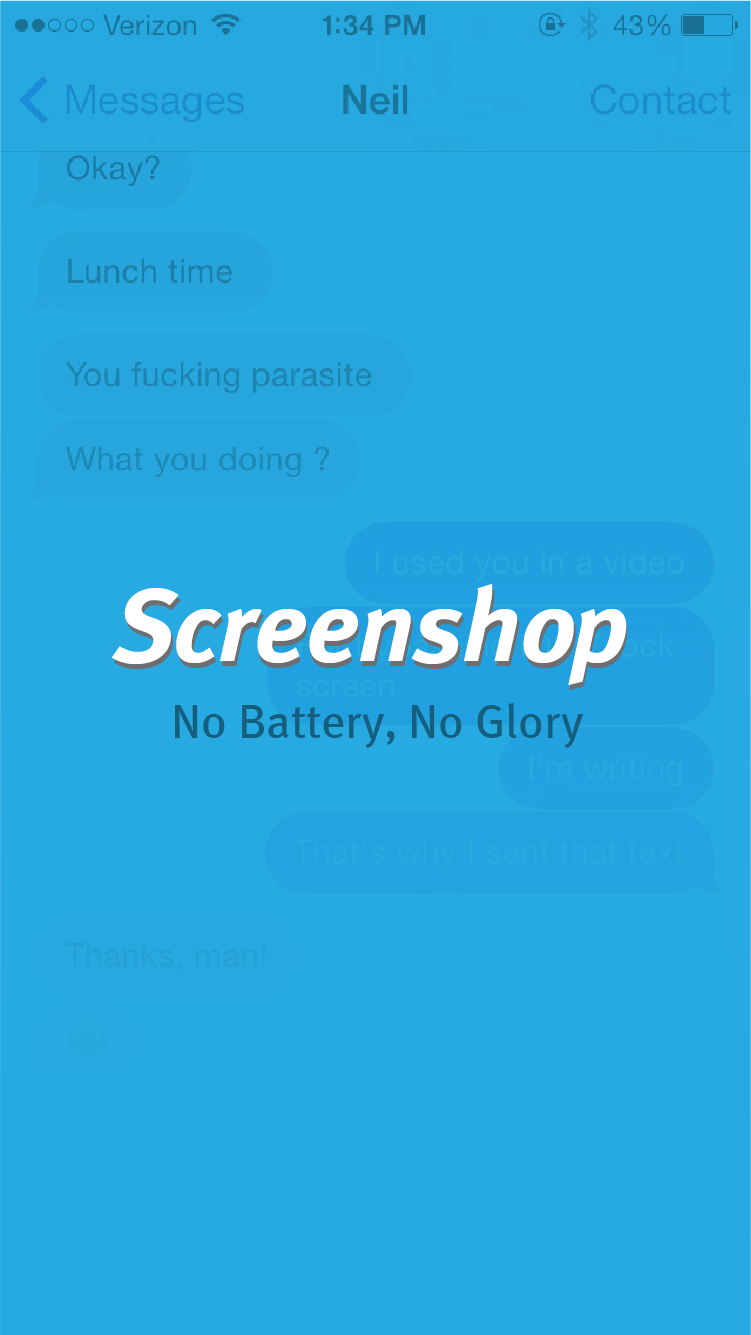 Verizon 1:34 PM 43%
Messages Neil Contact
Okay?
Lunch time
You fucking parasite
What you doing ?
I used you in a video
Screenshop
ock
screen
No Battery, No Glory
I'm writing
That's why I sent that text
Thanks, man!